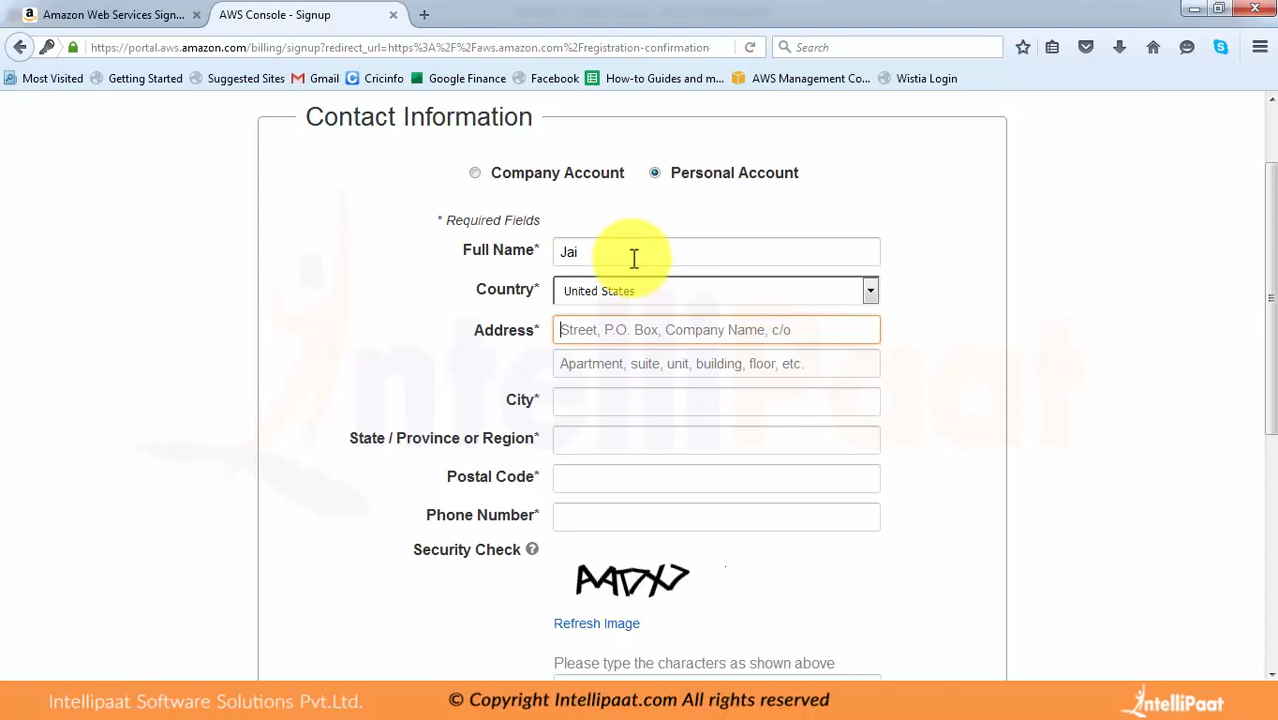 Amazon Web Services Sign...
AWS Console - Signup
https://portal.aws.amazon.com/billing/signup?redirect_url=https%3A%2F%2Faws.amazon.com%2Fregistration-confirmation
Search
Most Visited
Getting Started
Suggested Sites
Gmail
Cricinfo
Google Finance
Facebook
How-to Guides and m...
AWS Management Co...
Wistia Login
Contact Information
Company Account
Personal Account
* Required Fields
Full Name*
Jai
Country*
United States
Address*
Street, P.O. Box, Company Name, c/o
Apartment, suite, unit, building, floor, etc.
City*
State / Province or Region*
Postal Code*
Phone Number*
Security Check
Refresh Image
Please type the characters as shown above
IntelliPaat
Intellipaat Software Solutions Pvt.Ltd.
© Copyright Intellipaat.com All rights reserved
IntelliPaat